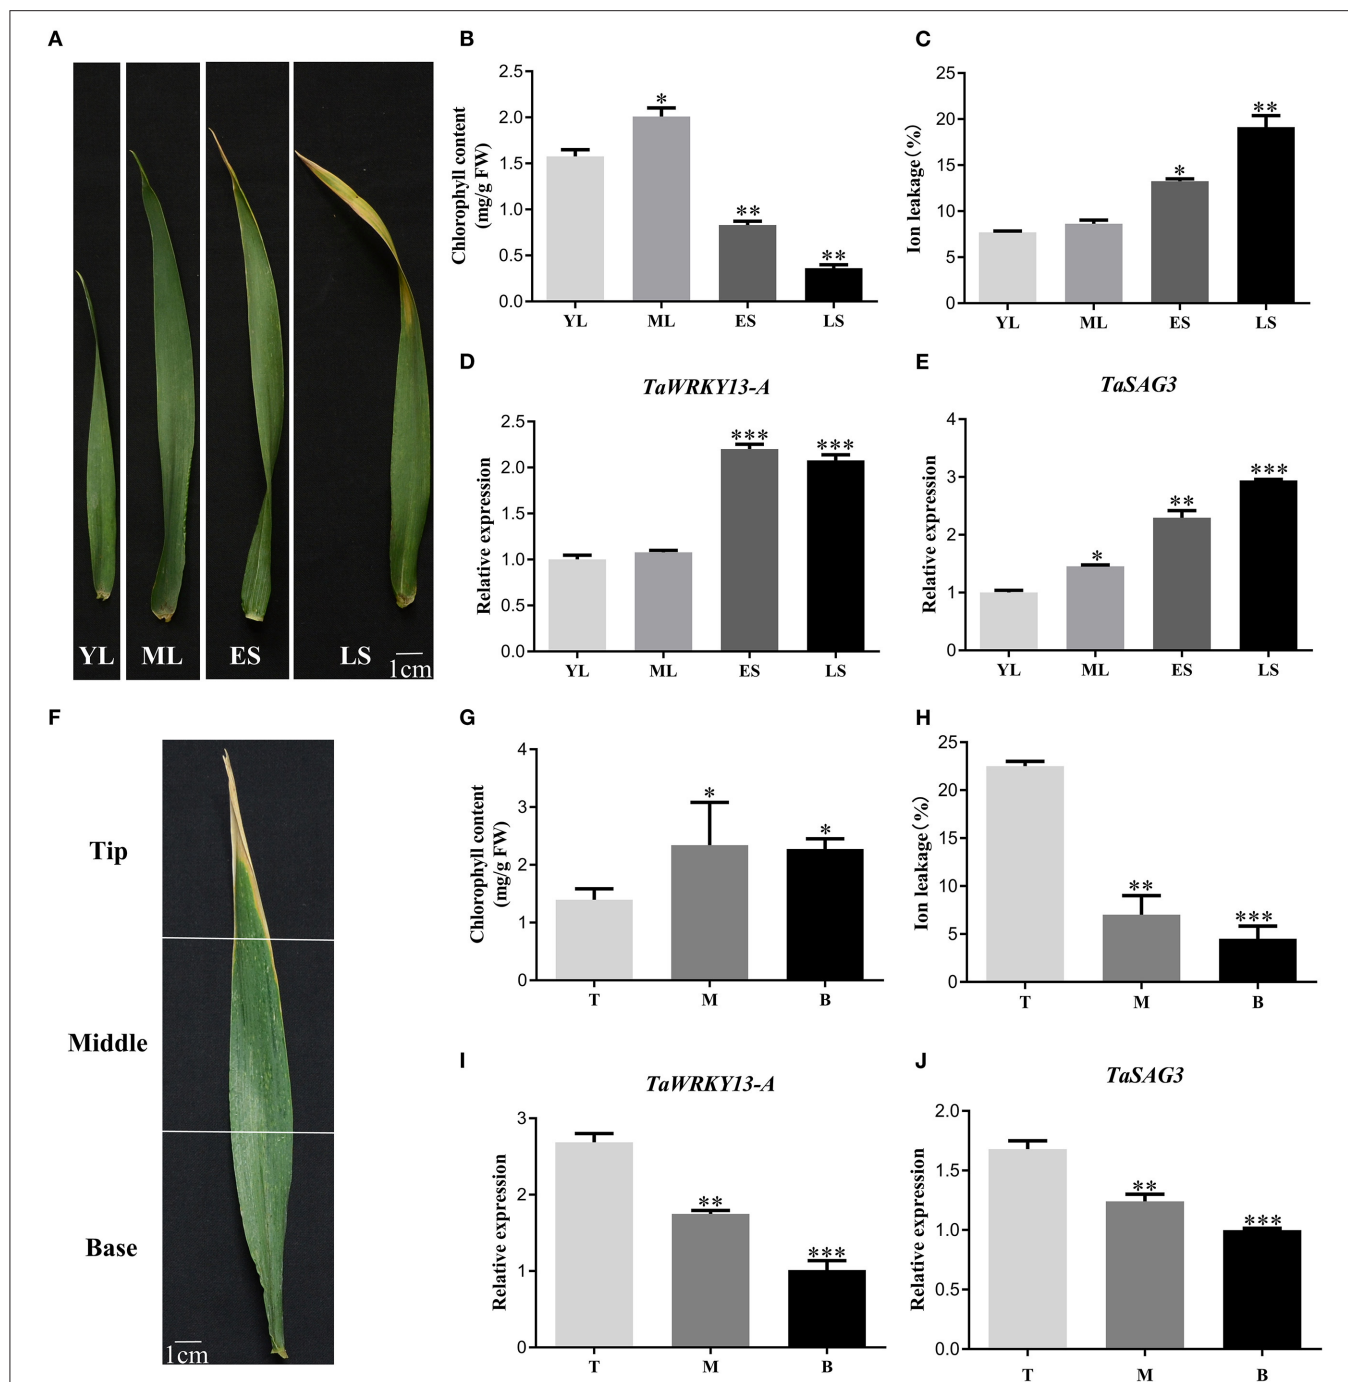 A
YL
ML
ES
LS
1cm
B
Chlorophyll content
(mg/g FW)
2.5
2.0
1.5
1.0
0.5
0.0
*
**
**
YL ML ES LS
C
Ion leakage(%)
25
20
15
10
5
0
*
**
YL ML ES LS
D
TaWRKY13-A
Relative expression
2.5
2.0
1.5
1.0
0.5
0.0
***
***
YL ML ES LS
E
TaSAG3
Relative expression
4
3
2
1
0
*
**
***
YL ML ES LS
F
Tip
Middle
Base
1cm
G
Chlorophyll content
(mg/g FW)
4
3
2
1
0
*
*
T M B
H
Ion leakage(%)
25
20
15
10
5
0
**
***
T M B
I
TaWRKY13-A
Relative expression
3
2
1
0
**
***
T M B
J
TaSAG3
Relative expression
2.0
1.5
1.0
0.5
0.0
**
***
T M B